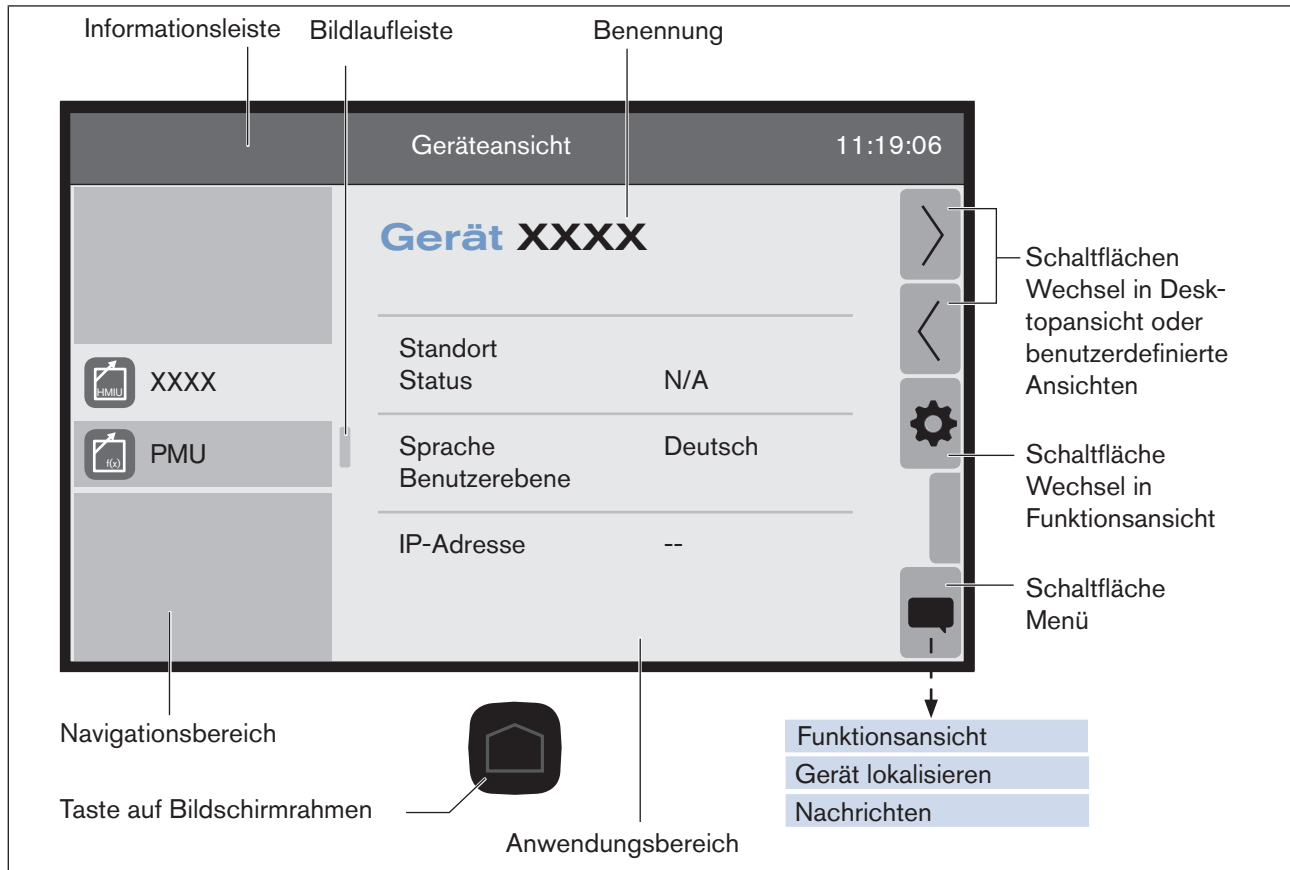 Informationsleiste
Bildlaufleiste
Benennung
Geräteansicht
11:19:06
Gerät XXXX
Standort
Status N/A
Sprache Deutsch
Benutzerebene
IP-Adresse --
HMIU
XXXX
f(x)
PMU
Schaltflächen
Wechsel in Desk-
topansicht oder
benutzerdefinierte
Ansichten
Schaltfläche
Wechsel in
Funktionsansicht
Schaltfläche
Menü
Navigationsbereich
Taste auf Bildschirmrahmen
Anwendungsbereich
Funktionsansicht
Gerät lokalisieren
Nachrichten